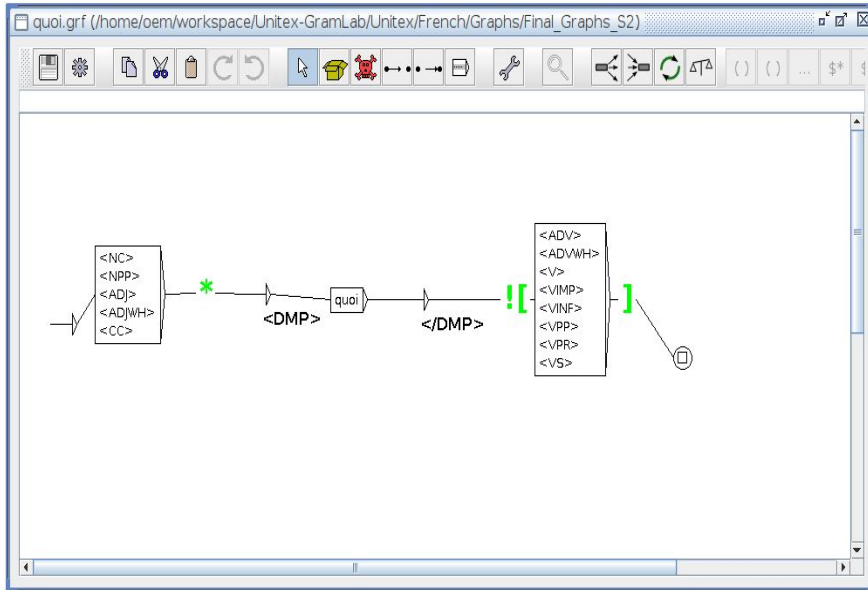 quoi.grf (/home/oem/workspace/Unitex-GramLab/Unitex/French/Graphs/Final_Graphs_S2)
( ) ( ) ... $*
<NC>
<NPP>
<ADJ>
<ADJWH>
<CC>
*
<DMP>
quoi
</DMP>
![
<ADV>
<ADVWH>
<V>
<VIMP>
<VINF>
<VPP>
<VPR>
<VS>
]